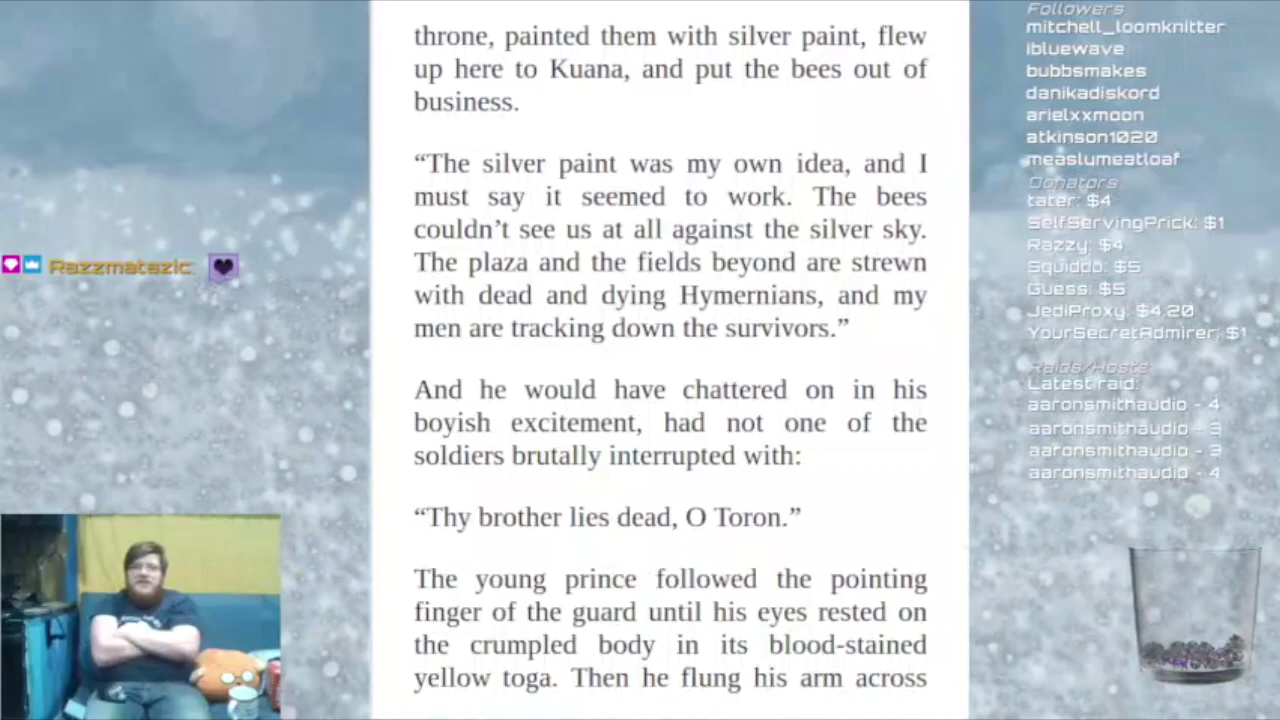 throne, painted them with silver paint, flew
up here to Kuana, and put the bees out of
business.
“The silver paint was my own idea, and I
must say it seemed to work. The bees
couldn’t see us at all against the silver sky.
The plaza and the fields beyond are strewn
with dead and dying Hymernians, and my
men are tracking down the survivors.”
And he would have chattered on in his
boyish excitement, had not one of the
soldiers brutally interrupted with:
“Thy brother lies dead, O Toron.”
The young prince followed the pointing
finger of the guard until his eyes rested on
the crumpled body in its blood-stained
yellow toga. Then he flung his arm across
Razzmatazic
Followers
mitchell_loomknitter
ibluewave
bubbsmakes
danikadiskord
arielxxmoon
atkinson1020
measlumeatloaf
Donators
tater: $4
SelfServingPrick: $1
Razzy: $4
Squidoo: $5
Guess: $5
JediProxy: $4.20
YourSecretAdmirer: $1
Raids/Hosts
Latest raid:
aaronsmithaudio - 4
aaronsmithaudio - 3
aaronsmithaudio - 3
aaronsmithaudio - 4